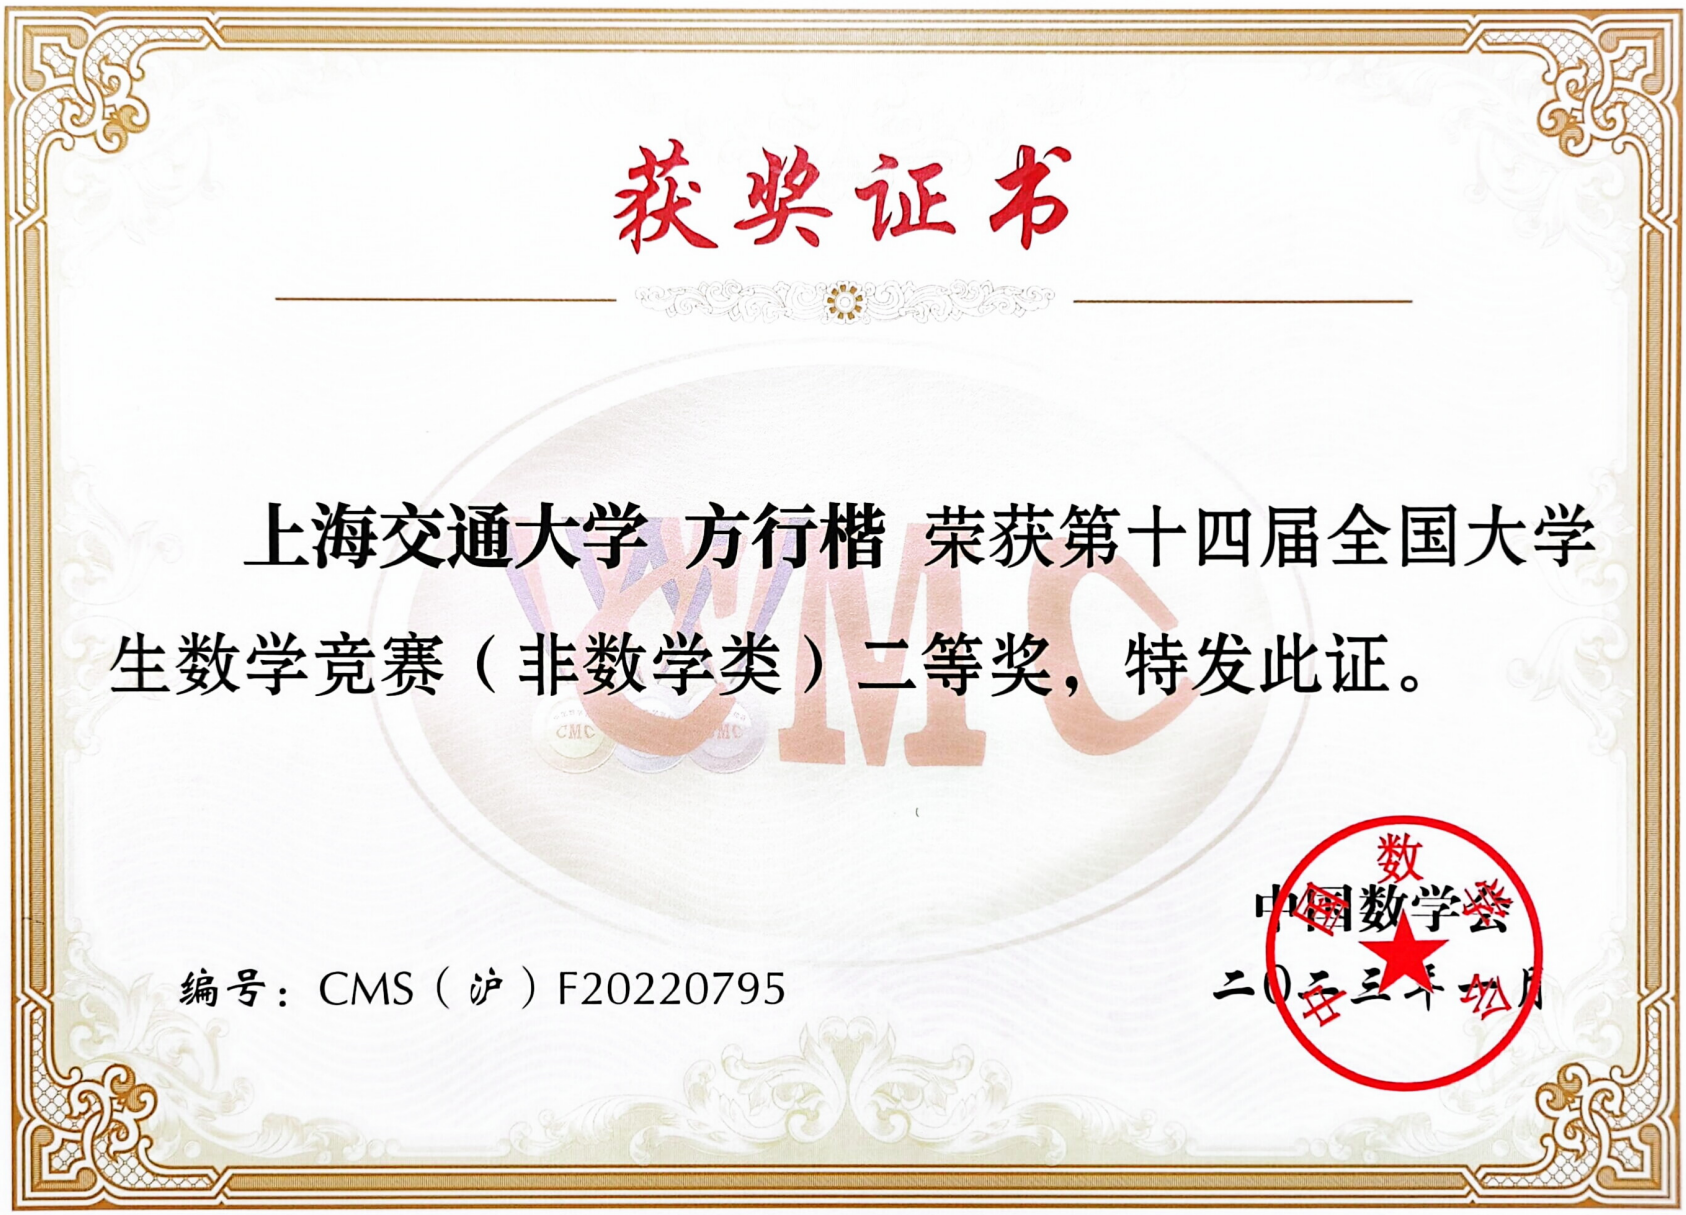 获奖证书
上海交通大学 方行楷 荣获第十四届全国大学
生数学竞赛（非数学类）二等奖，特发此证。
CMC
CMC
CMC
中国数学会
中国数学会
二〇二三年一月
编号：CMS（沪）F20220795